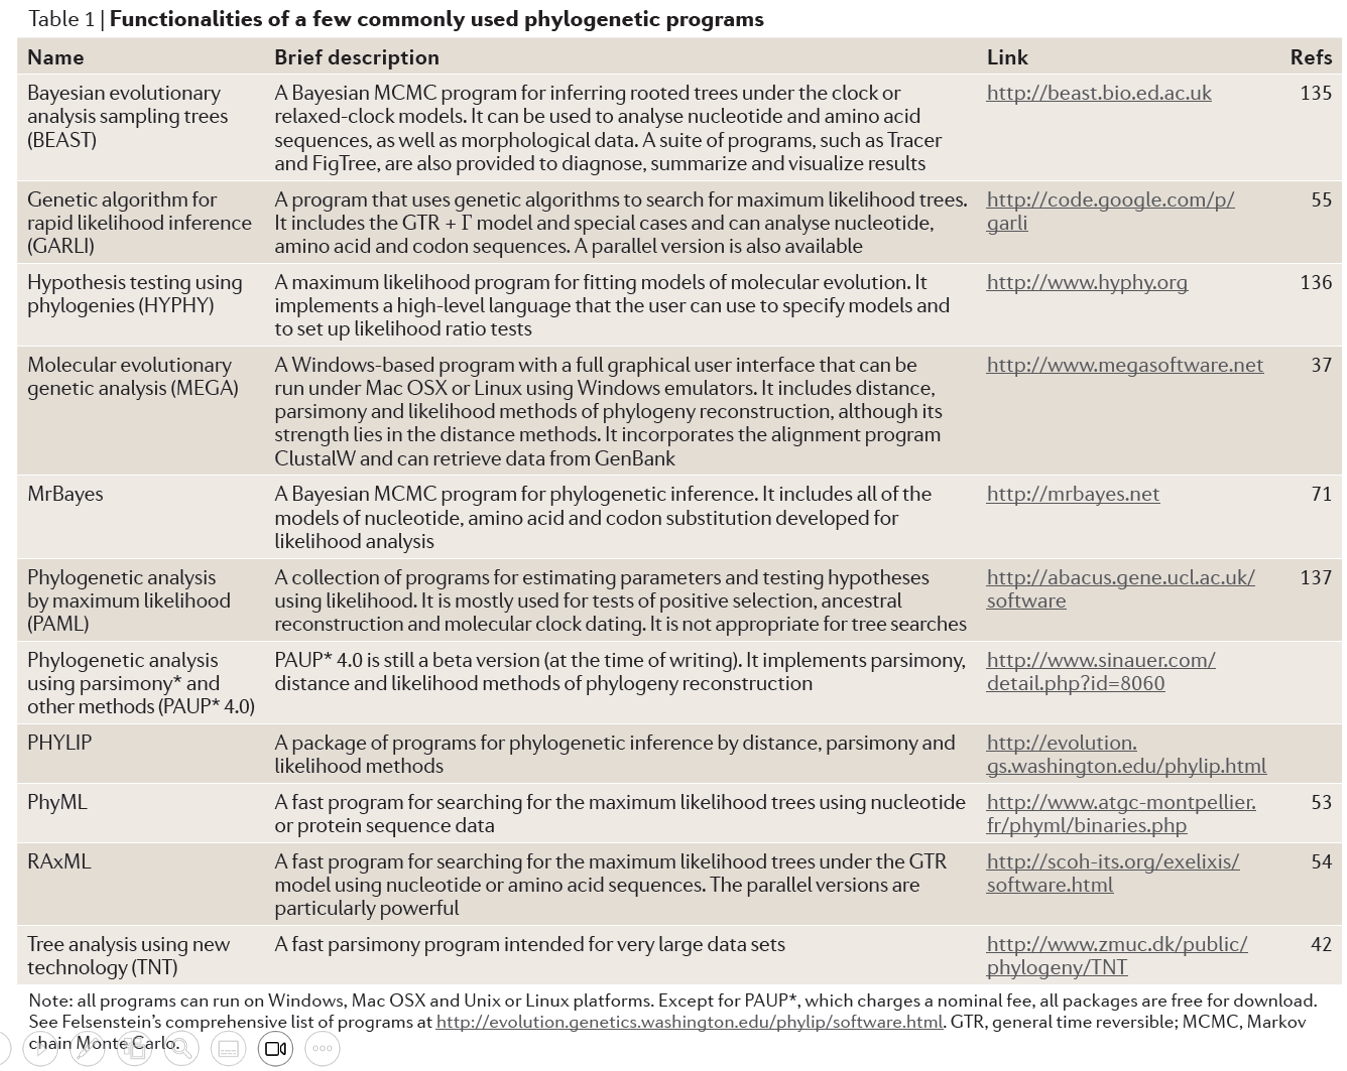 Table 1 | Functionalities of a few commonly used phylogenetic programs
Name Brief description Link Refs
Bayesian evolutionary
analysis sampling trees
(BEAST)
A Bayesian MCMC program for inferring rooted trees under the clock or
relaxed-clock models. It can be used to analyse nucleotide and amino acid
sequences, as well as morphological data. A suite of programs, such as Tracer
and FigTree, are also provided to diagnose, summarize and visualize results
http://beast.bio.ed.ac.uk
135
Genetic algorithm for
rapid likelihood inference
(GARLI)
A program that uses genetic algorithms to search for maximum likelihood trees.
It includes the GTR + Γ model and special cases and can analyse nucleotide,
amino acid and codon sequences. A parallel version is also available
http://code.google.com/p/
garli
55
Hypothesis testing using
phylogenies (HYPHY)
A maximum likelihood program for fitting models of molecular evolution. It
implements a high-level language that the user can use to specify models and
to set up likelihood ratio tests
http://www.hyphy.org
136
Molecular evolutionary
genetic analysis (MEGA)
A Windows-based program with a full graphical user interface that can be
run under Mac OSX or Linux using Windows emulators. It includes distance,
parsimony and likelihood methods of phylogeny reconstruction, although its
strength lies in the distance methods. It incorporates the alignment program
ClustalW and can retrieve data from GenBank
http://www.megasoftware.net
37
MrBayes
A Bayesian MCMC program for phylogenetic inference. It includes all of the
models of nucleotide, amino acid and codon substitution developed for
likelihood analysis
http://mrbayes.net
71
Phylogenetic analysis
by maximum likelihood
(PAML)
A collection of programs for estimating parameters and testing hypotheses
using likelihood. It is mostly used for tests of positive selection, ancestral
reconstruction and molecular clock dating. It is not appropriate for tree searches
http://abacus.gene.ucl.ac.uk/
software
137
Phylogenetic analysis
using parsimony* and
other methods (PAUP* 4.0)
PAUP* 4.0 is still a beta version (at the time of writing). It implements parsimony,
distance and likelihood methods of phylogeny reconstruction
http://www.sinauer.com/
detail.php?id=8060
PHYLIP
A package of programs for phylogenetic inference by distance, parsimony and
likelihood methods
http://evolution.
gs.washington.edu/phylip.html
PhyML
A fast program for searching for the maximum likelihood trees using nucleotide
or protein sequence data
http://www.atgc-montpellier.
fr/phyml/binaries.php
53
RAxML
A fast program for searching for the maximum likelihood trees under the GTR
model using nucleotide or amino acid sequences. The parallel versions are
particularly powerful
http://scoh-its.org/exelixis/
software.html
54
Tree analysis using new
technology (TNT)
A fast parsimony program intended for very large data sets
http://www.zmuc.dk/public/
phylogeny/TNT
42
Note: all programs can run on Windows, Mac OSX and Unix or Linux platforms. Except for PAUP*, which charges a nominal fee, all packages are free for download.
See Felsenstein's comprehensive list of programs at http://evolution.genetics.washington.edu/phylip/software.html. GTR, general time reversible; MCMC, Markov
chain Monte Carlo.